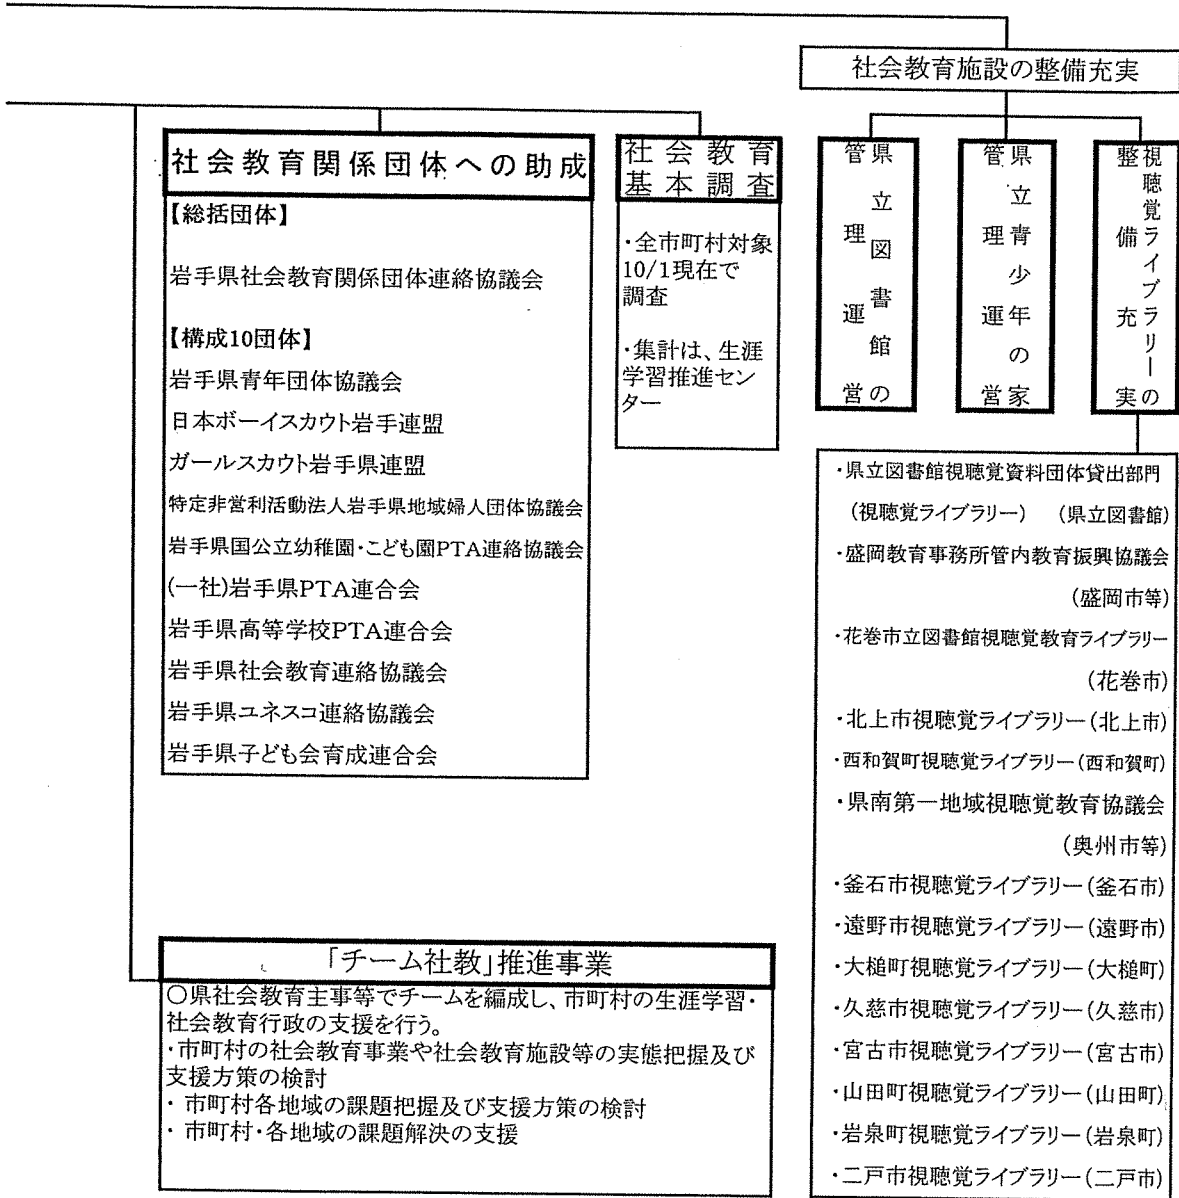 社会教育施設の整備充実
社会教育関係団体への助成
【総括団体】
岩手県社会教育関係団体連絡協議会
【構成10団体】
岩手県青年団体協議会
日本ボーイスカウト岩手連盟
ガールスカウト岩手県連盟
特定非営利活動法人岩手県地域婦人団体協議会
岩手県国公立幼稚園・こども園PTA連絡協議会
(一社)岩手県PTA連合会
岩手県高等学校PTA連合会
岩手県社会教育連絡協議会
岩手県ユネスコ連絡協議会
岩手県子ども会育成連合会
社会教育
基本調査
・全市町村対象
10/1現在で
調査
・集計は、生涯
学習推進セン
ター
県立図書館の
管理運営
県立青少年の家
管理運営
視聴覚ライブラリーの
整備充実
・県立図書館視聴覚資料団体貸出部門
(視聴覚ライブラリー) (県立図書館)
・盛岡教育事務所管内教育振興協議会
(盛岡市等)
・花巻市立図書館視聴覚教育ライブラリー
(花巻市)
・北上市視聴覚ライブラリー(北上市)
・西和賀町視聴覚ライブラリー(西和賀町)
・県南第一地域視聴覚教育協議会
(奥州市等)
・釜石市視聴覚ライブラリー(釜石市)
・遠野市視聴覚ライブラリー(遠野市)
・大槌町視聴覚ライブラリー(大槌町)
・久慈市視聴覚ライブラリー(久慈市)
・宮古市視聴覚ライブラリー(宮古市)
・山田町視聴覚ライブラリー(山田町)
・岩泉町視聴覚ライブラリー(岩泉町)
・二戸市視聴覚ライブラリー(二戸市)
「チーム社教」推進事業
○県社会教育主事等でチームを編成し、市町村の生涯学習・
社会教育行政の支援を行う。
・市町村の社会教育事業や社会教育施設等の実態把握及び
支援方策の検討
・ 市町村各地域の課題把握及び支援方策の検討
・ 市町村・各地域の課題解決の支援